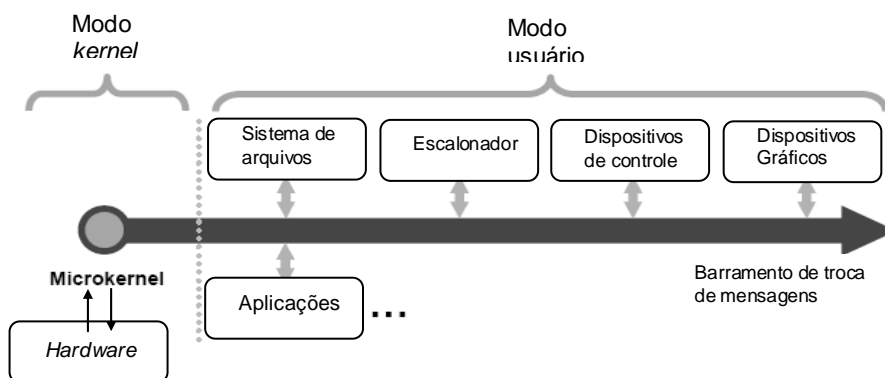 Modo
kernel
Modo
usuário
Sistema de
arquivos
Escalonador
Dispositivos
de controle
Dispositivos
Gráficos
Microkernel
Barramento de troca
de mensagens
Aplicações
...
Hardware